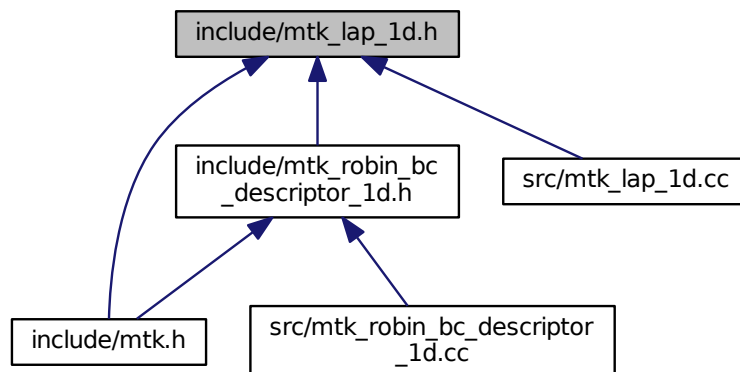 include/mtk_lap_1d.h
include/mtk_robin_bc
_descriptor_1d.h
src/mtk_lap_1d.cc
include/mtk.h
src/mtk_robin_bc_descriptor
_1d.cc